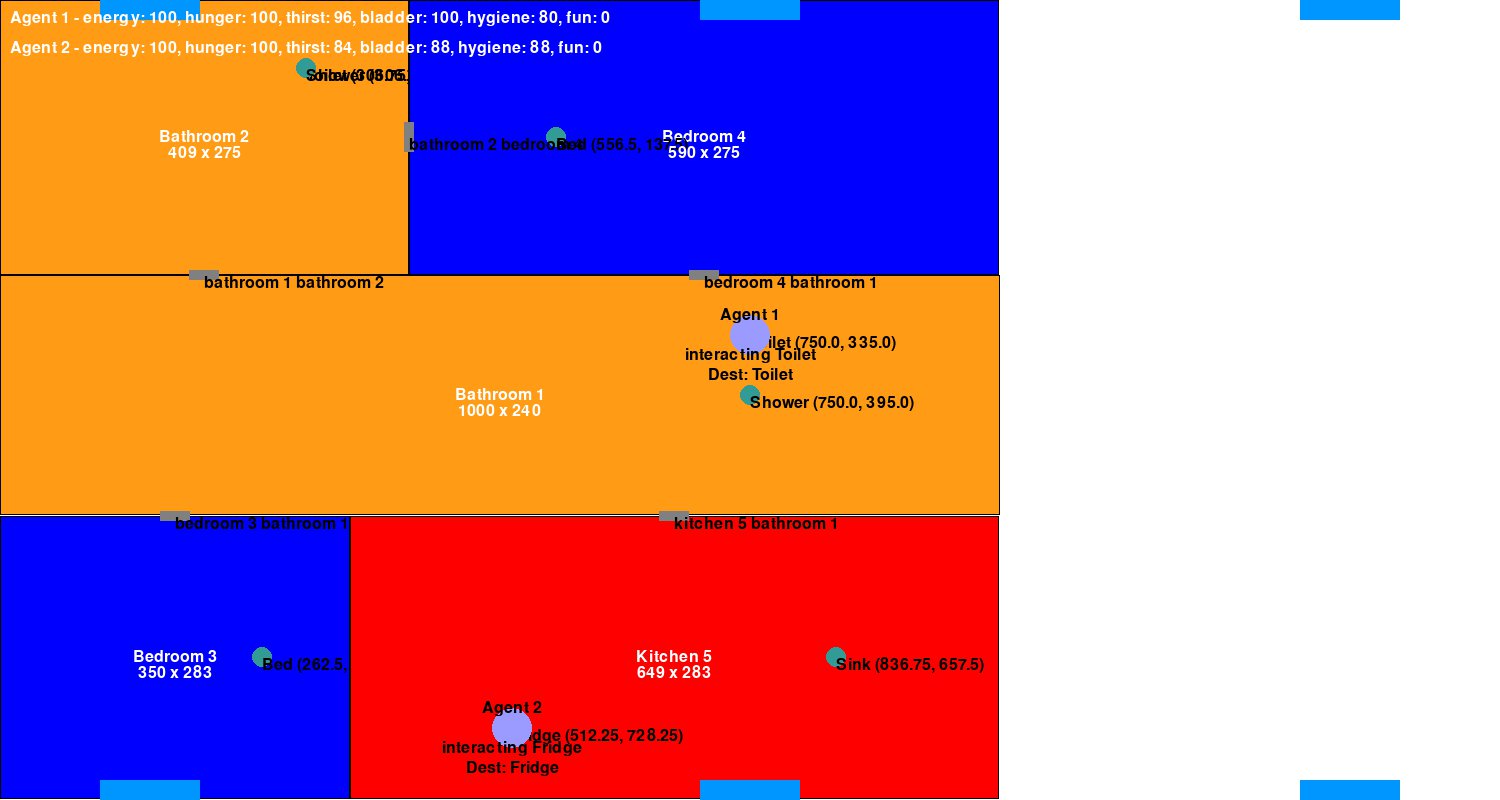 Agent 1 - energy: 100, hunger: 100, thirst: 96, bladder: 100, hygiene: 80, fun: 0
Agent 2 - energy: 100, hunger: 100, thirst: 84, bladder: 88, hygiene: 88, fun: 0
Bathroom 2
409 x 275
bathroom 2 bedroom 4
Bed (556.5, 137.5)
Bedroom 4
590 x 275
bathroom 1 bathroom 2
bedroom 4 bathroom 1
Agent 1
ilet (750.0, 335.0)
interacting Toilet
Dest: Toilet
Bathroom 1
1000 x 240
Shower (750.0, 395.0)
bedroom 3 bathroom 1
kitchen 5 bathroom 1
Bedroom 3
350 x 283
Bed (262.5,
Kitchen 5
649 x 283
Sink (836.75, 657.5)
Agent 2
dge (512.25, 728.25)
interacting Fridge
Dest: Fridge